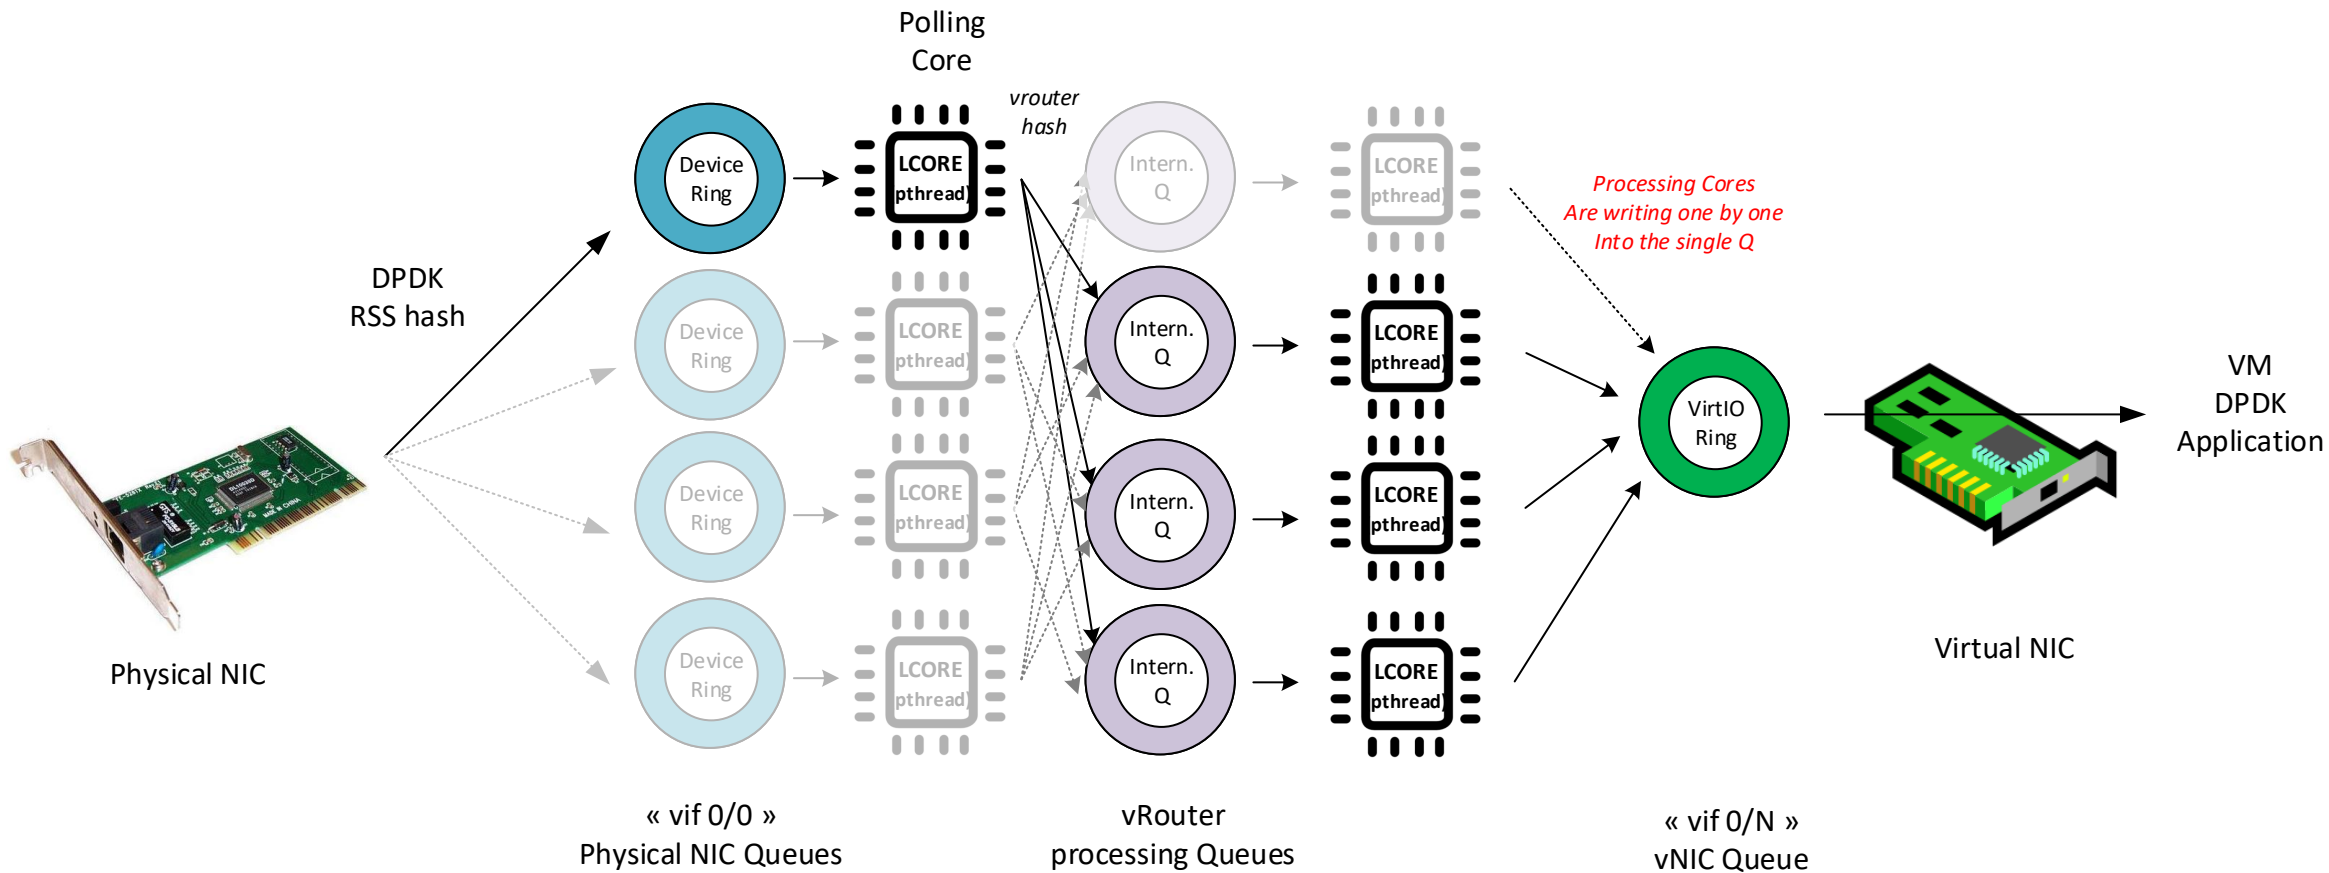 Polling
Core
vrouter
hash
DPDK
RSS hash
Device
Ring
LCORE
pthread)
Intern.
Q
LCORE
pthread)
Processing Cores
Are writing one by one
Into the single Q
Device
Ring
LCORE
pthread)
Intern.
Q
LCORE
pthread)
Device
Ring
LCORE
pthread)
Intern.
Q
LCORE
pthread)
Device
Ring
LCORE
pthread)
Intern.
Q
LCORE
pthread)
VirtIO
Ring
VM
DPDK
Application
Physical NIC
Virtual NIC
« vif 0/0 »
Physical NIC Queues
vRouter
processing Queues
« vif 0/N »
vNIC Queue